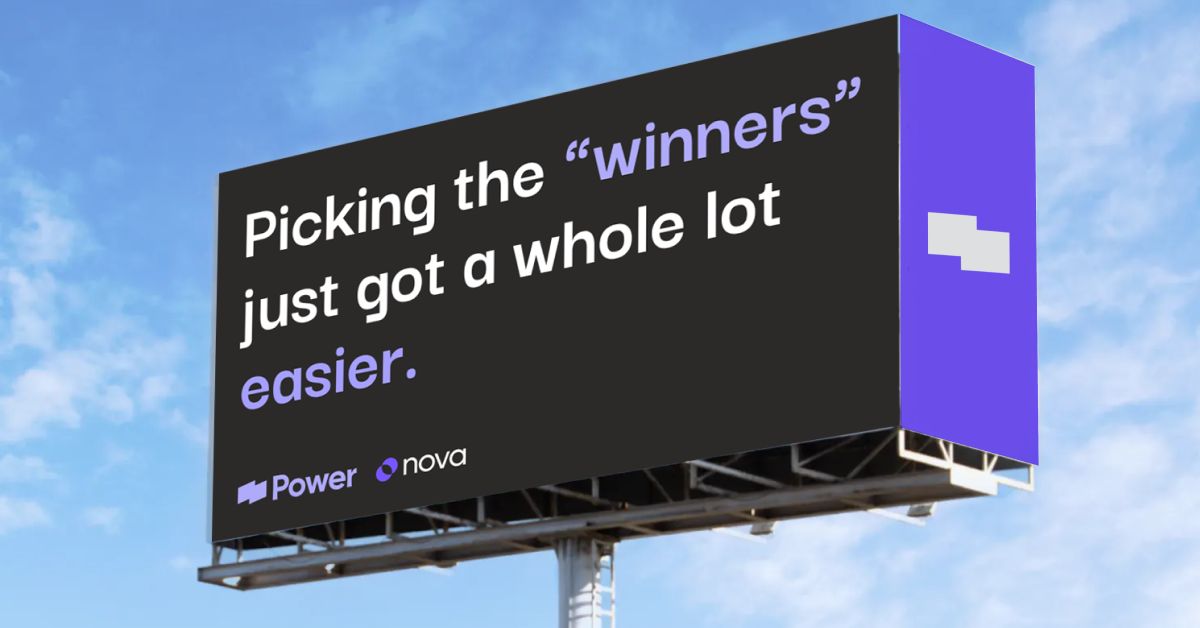 Picking the “winners”
just got a whole lot
easier.
Power nova